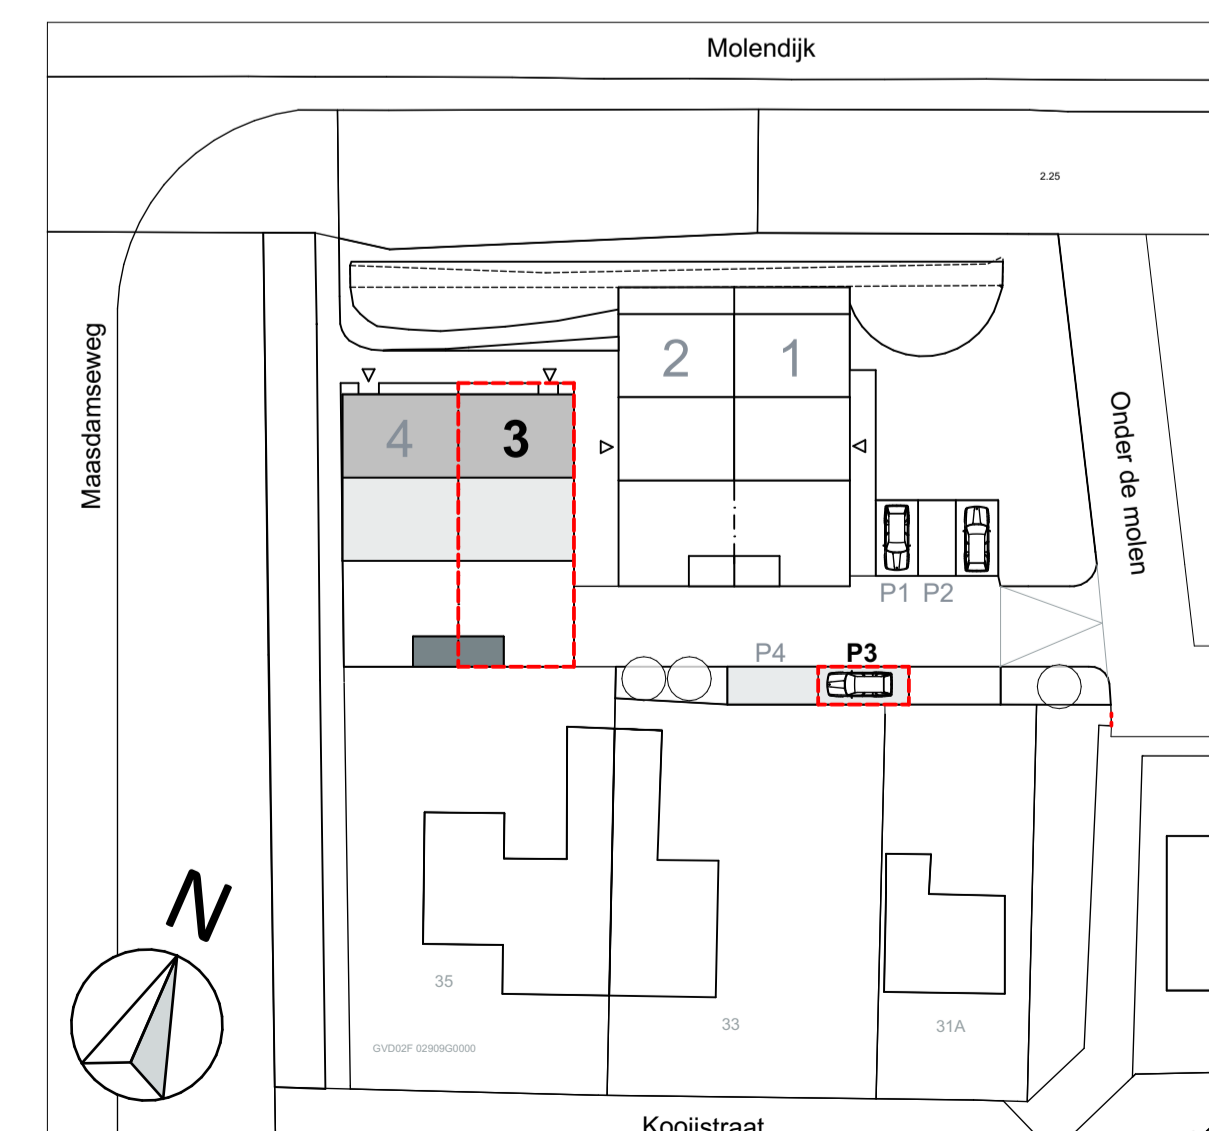 Molendijk
2.25
Maasdamseweg
2
1
4
3
Onder de molen
P1 P2
P4
P3
N
35
33
31A
GVD02F 02909G0000
Kooijstraat